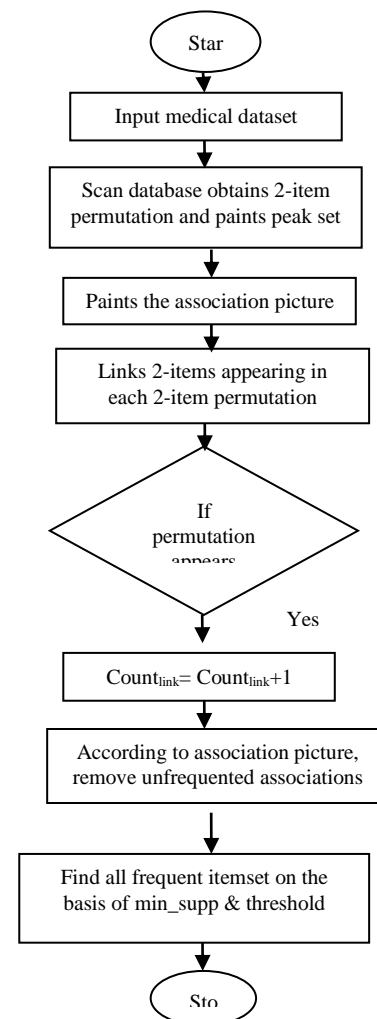 Star
Input medical dataset
Scan database obtains 2-item
permutation and paints peak set
Paints the association picture
Links 2-items appearing in
each 2-item permutation
If
permutation
appears
Yes
Countlink= Countlink+1
According to association picture,
remove unfrequented associations
Find all frequent itemset on the
basis of min_supp & threshold
Sto